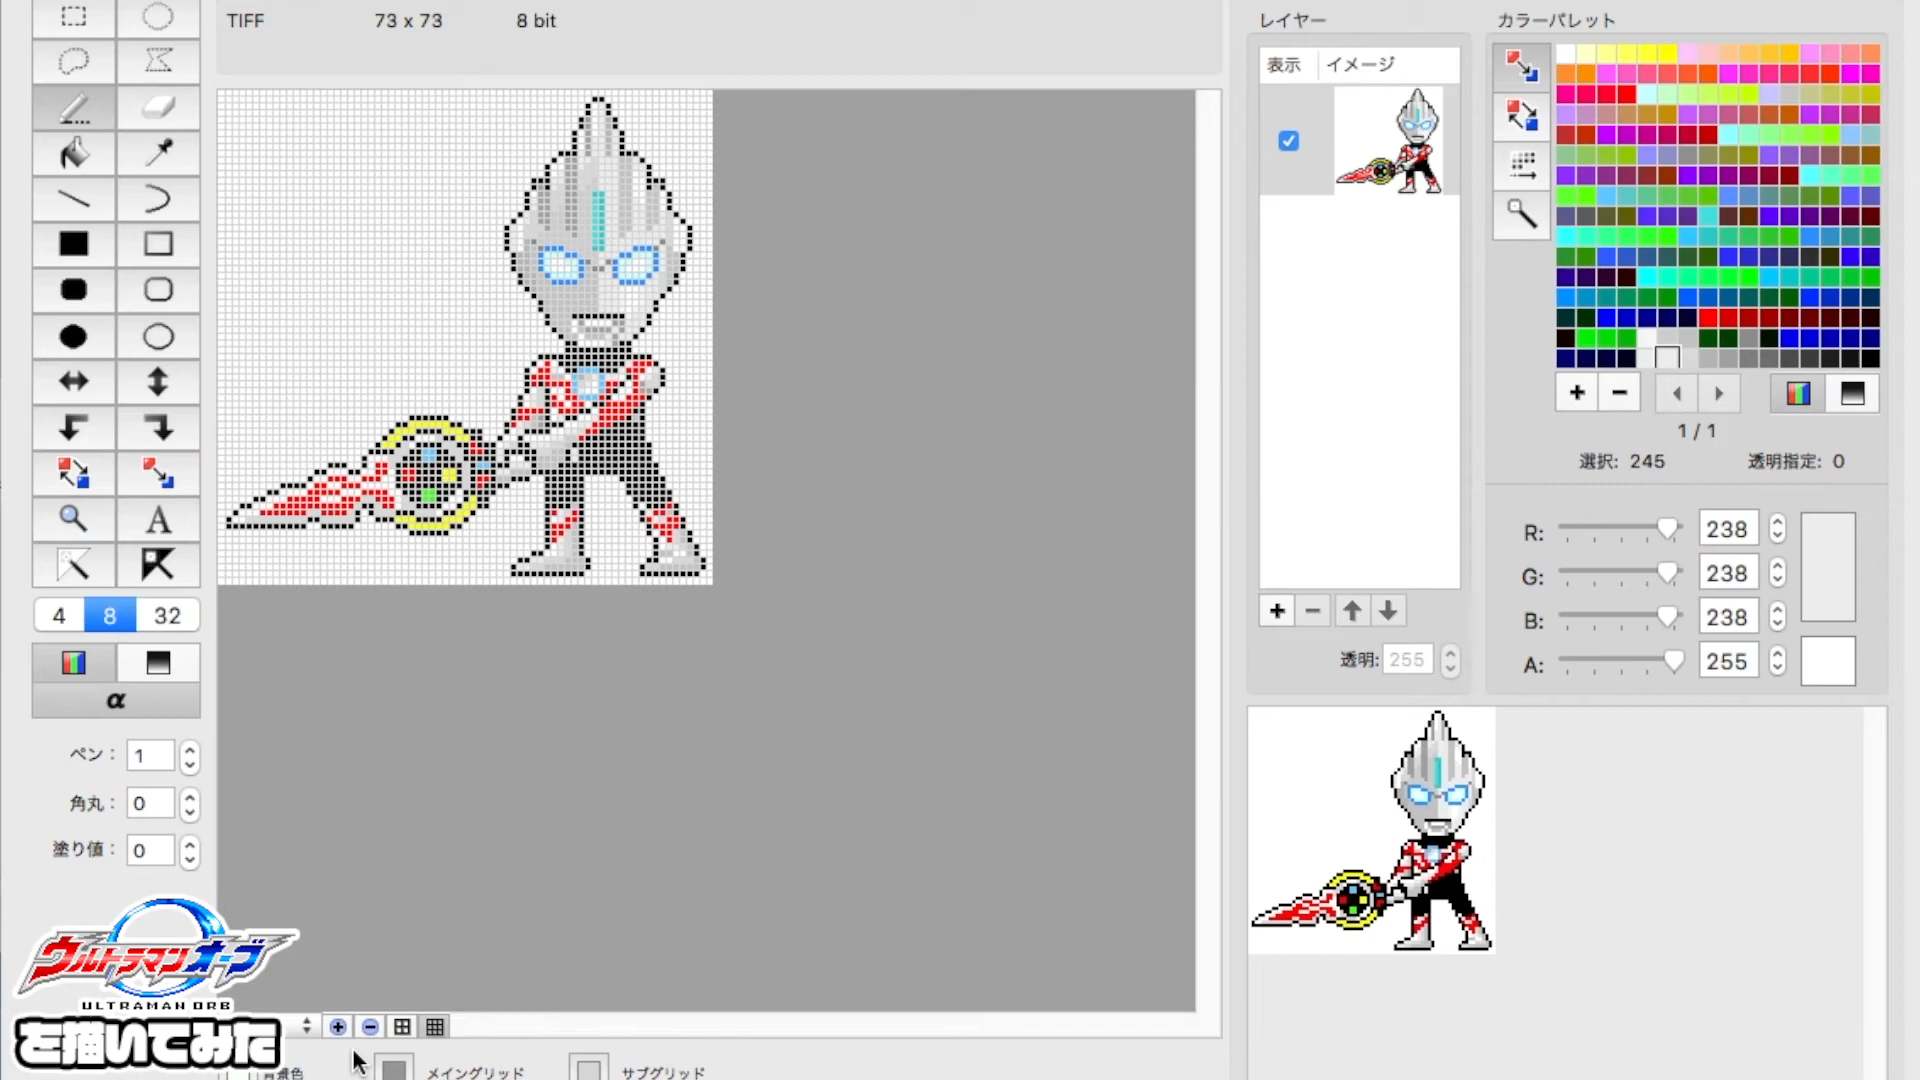 TIFF 73 x 73 8 bit
レイヤー
カラーパレット
表示 イメージ
1 / 1
選択: 245 透明指定: 0
R: 238
G: 238
B: 238
A: 255
透明: 255
A
4 8 32
α
ペン : 1
角丸 : 0
塗り値 : 0
ウルトラマンオーブ
ULTRAMAN ORB
を描いてみた
背景色 メイングリッド サブグリッド